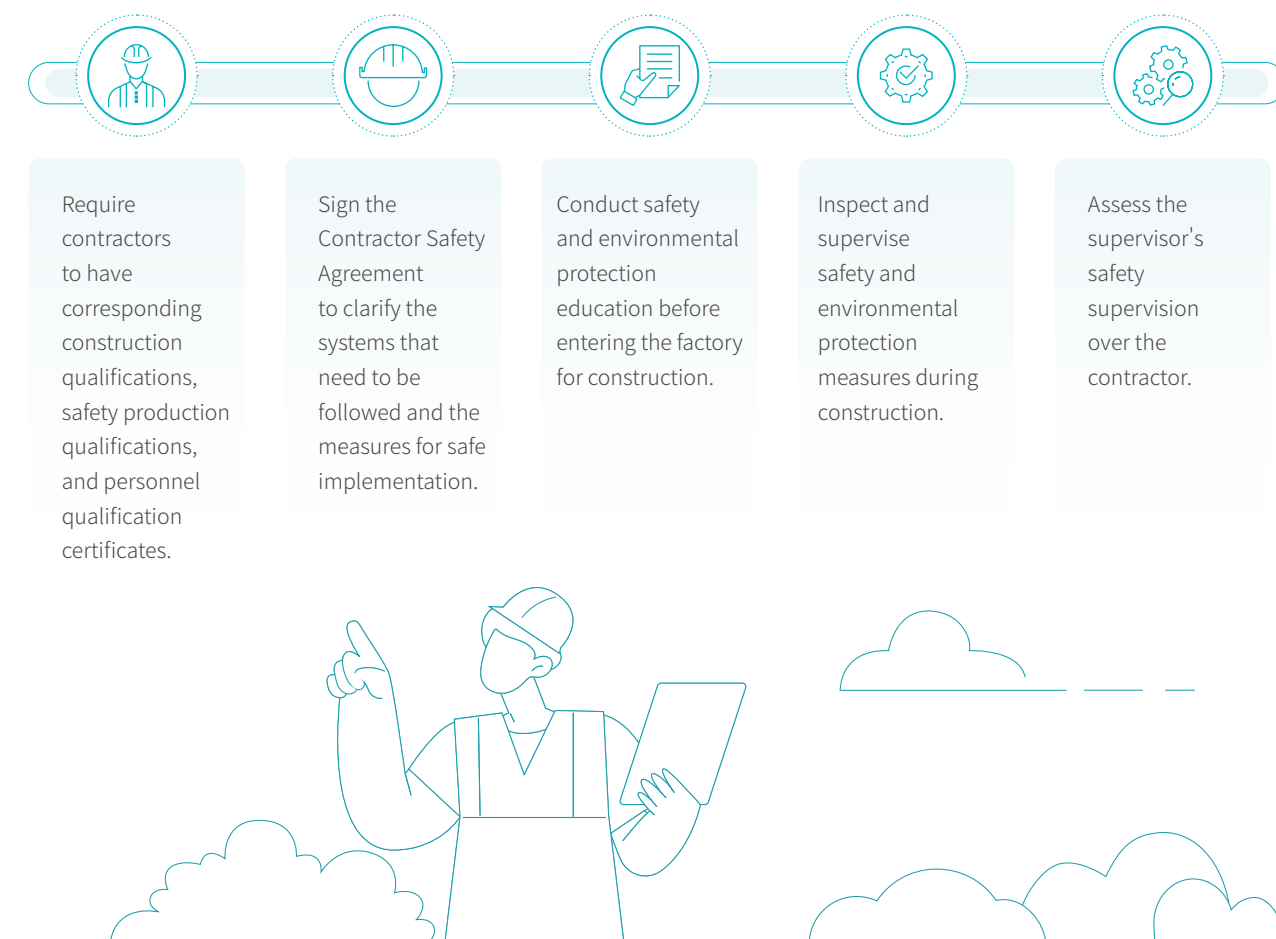 Require
contractors
to have
corresponding
construction
qualifications,
safety production
qualifications,
and personnel
qualification
certificates.
Sign the
Contractor Safety
Agreement
to clarify the
systems that
need to be
followed and the
measures for safe
implementation.
Conduct safety
and environmental
protection
education before
entering the factory
for construction.
Inspect and
supervise
safety and
environmental
protection
measures during
construction.
Assess the
supervisor's
safety
supervision
over the
contractor.